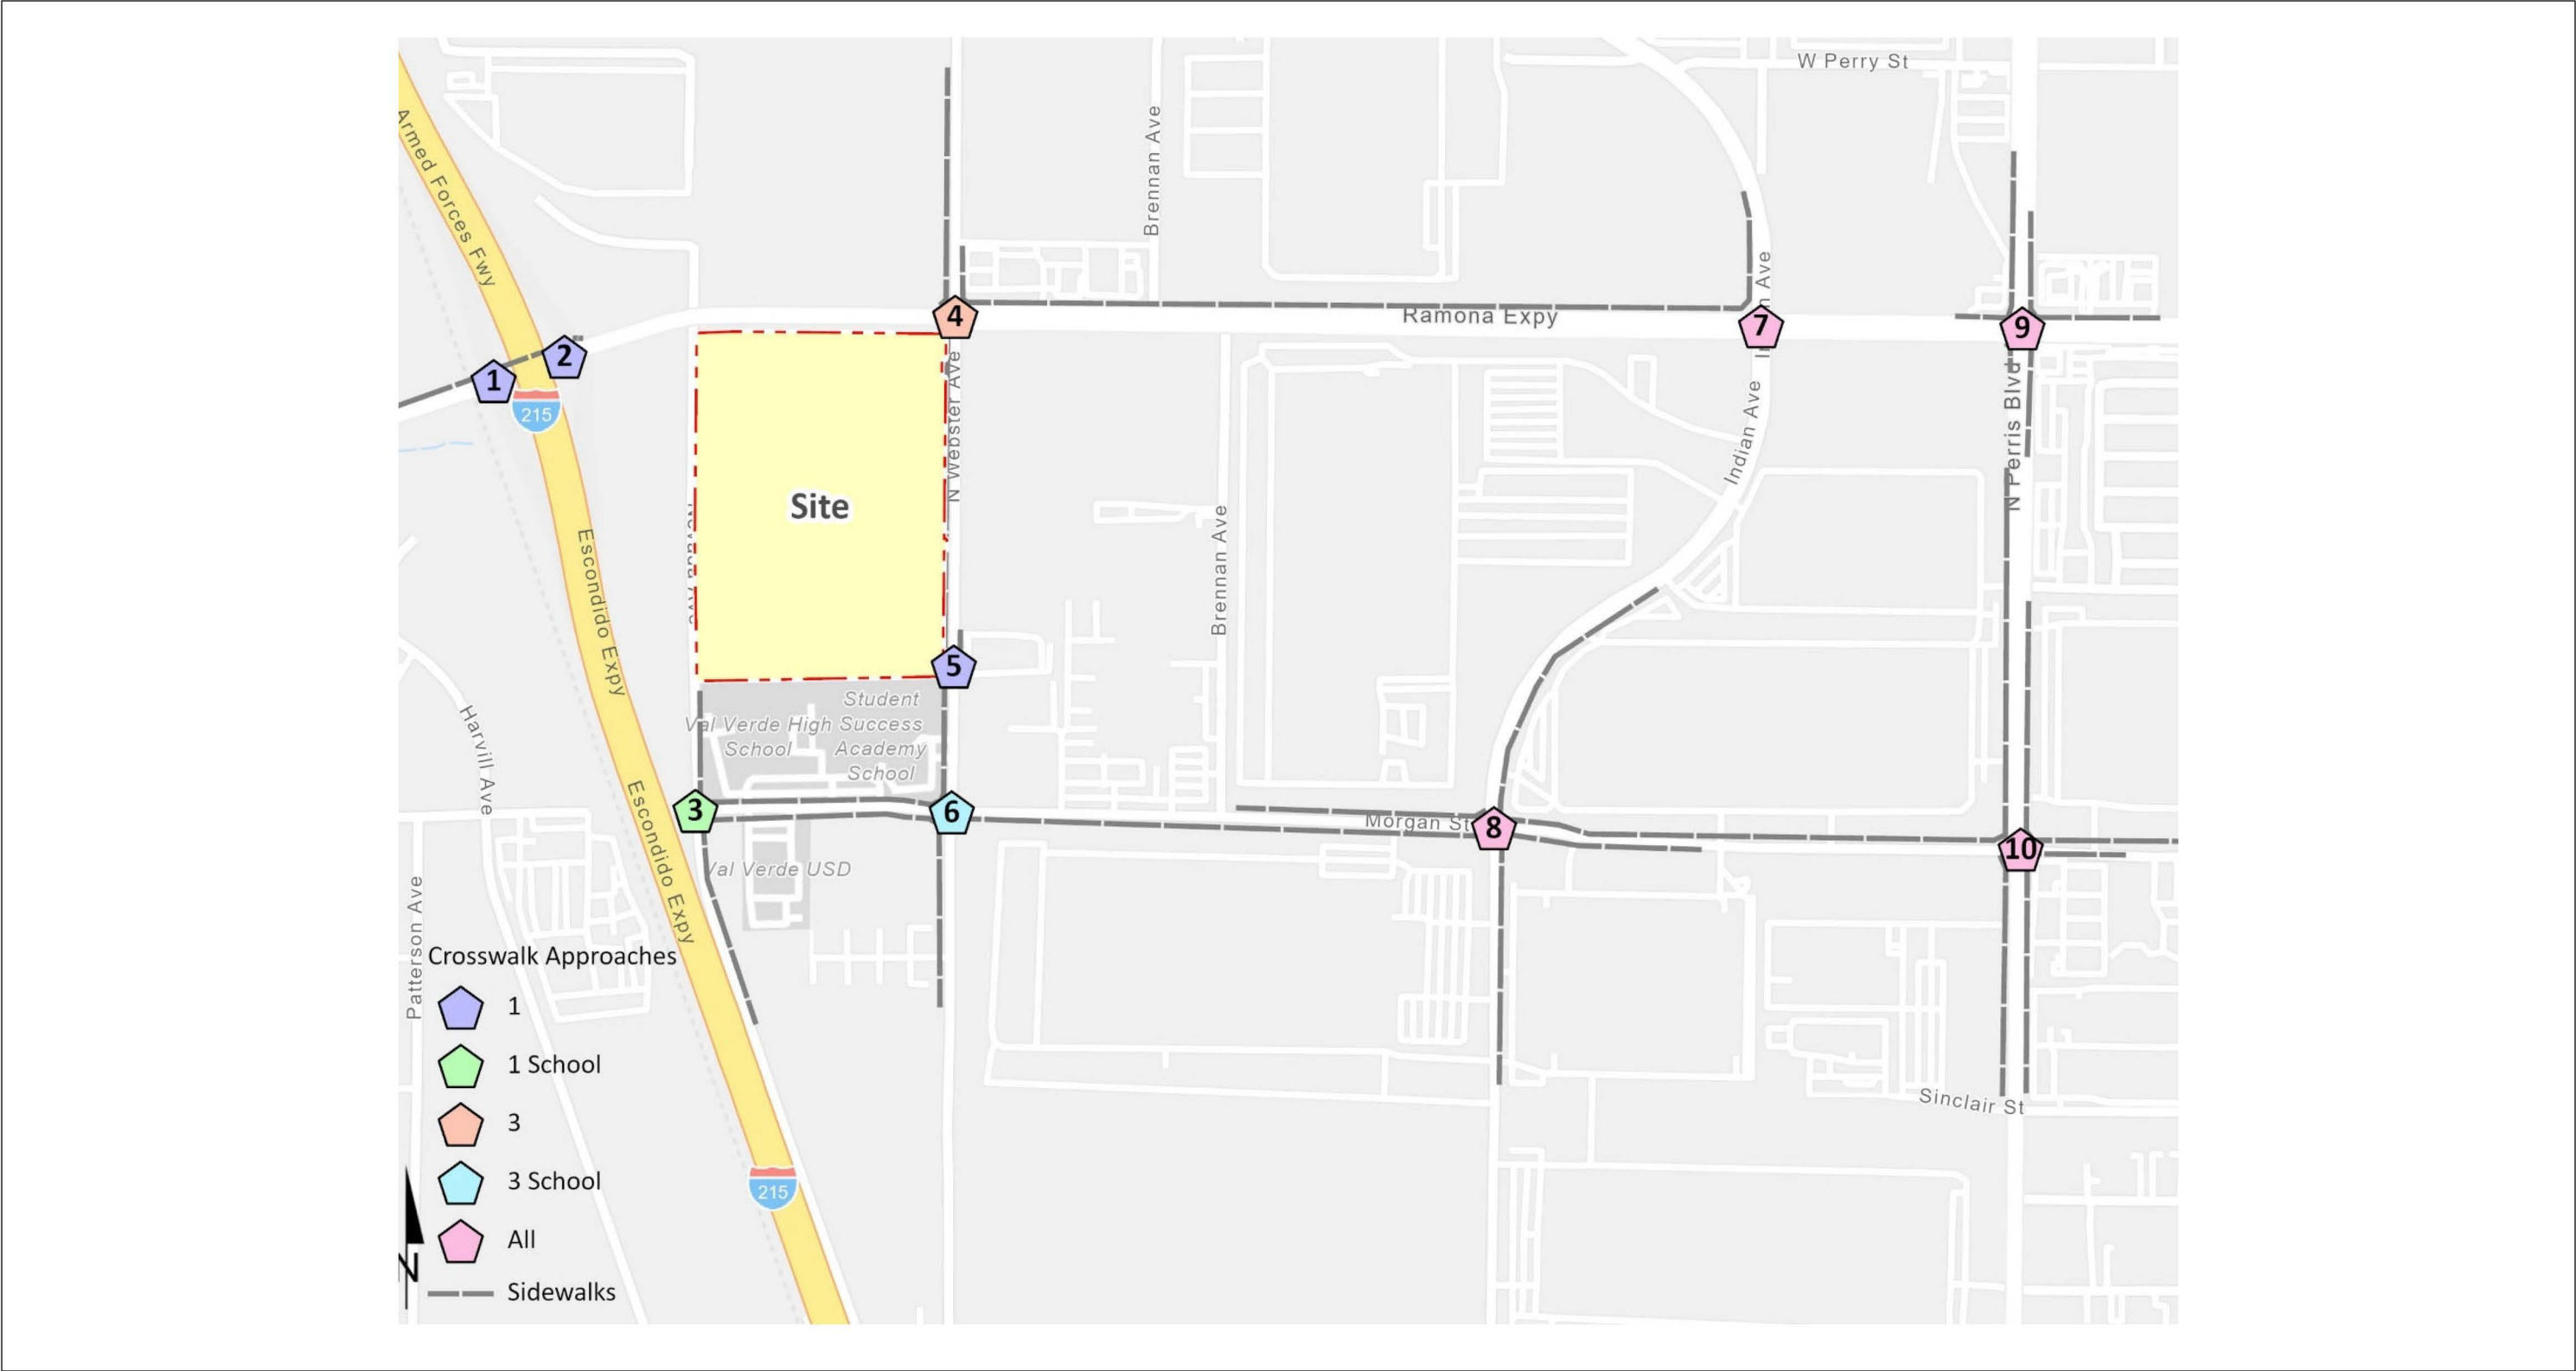 W Perry St
Armed Forces Fwy
Brennan Ave
Ave
4
Ramona Expy
7
9
2
1
215
N Webster Ave
Indian Ave
N Perris Blvd
Site
Escondido Expy
Brennan Ave
5
Student
Val Verde High Success
School Academy
School
Harvill Ave
3
6
Morgan St
8
10
Escondido Expy
Val Verde USD
Patterson Ave
Crosswalk Approaches
1
1 School
3
3 School
All
Sidewalks
N
Sinclair St
215